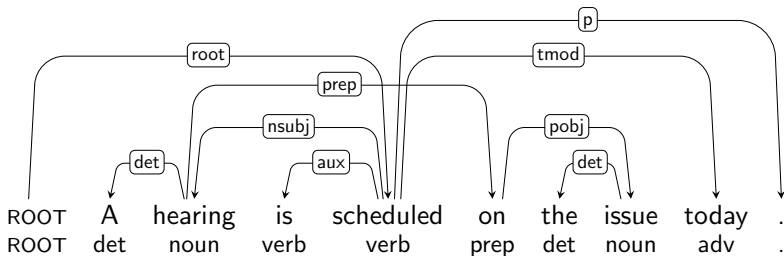 p
root tmod
prep
nsubj pobj
det aux det
ROOT A hearing is scheduled on the issue today .
ROOT det noun verb verb prep det noun adv .